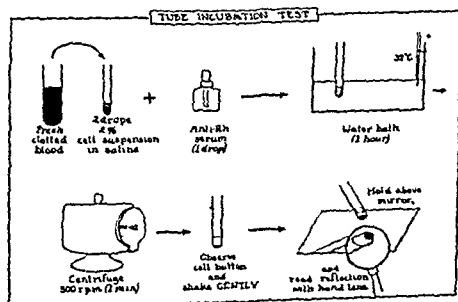 TUBE INCUBATION TEST
Fresh
clotted
blood
2 drops
2%
cell suspension
in saline
+
Anti-Rh
serum
(1 drop)
Water bath
(1 hour)
Centrifuge
500 rpm (1 min)
Observe
cell button
and
shake GENTLY
Hold above
mirror,
and
read reflection
with hand lens